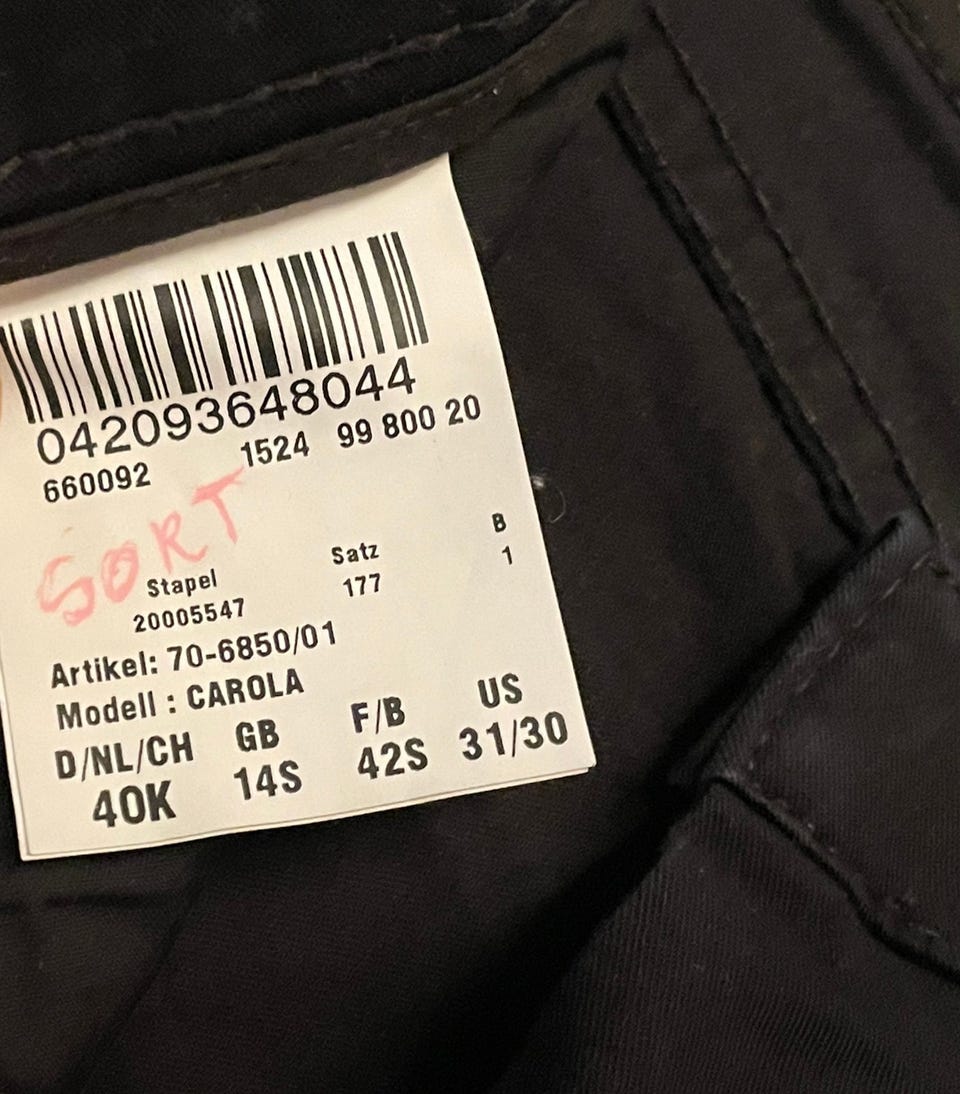 042093648044
660092 1524 99 800 20
SORT
Stapel Satz B
20005547 177 1
Artikel: 70-6850/01
Modell : CAROLA
D/NL/CH GB F/B US
40K 14S 42S 31/30